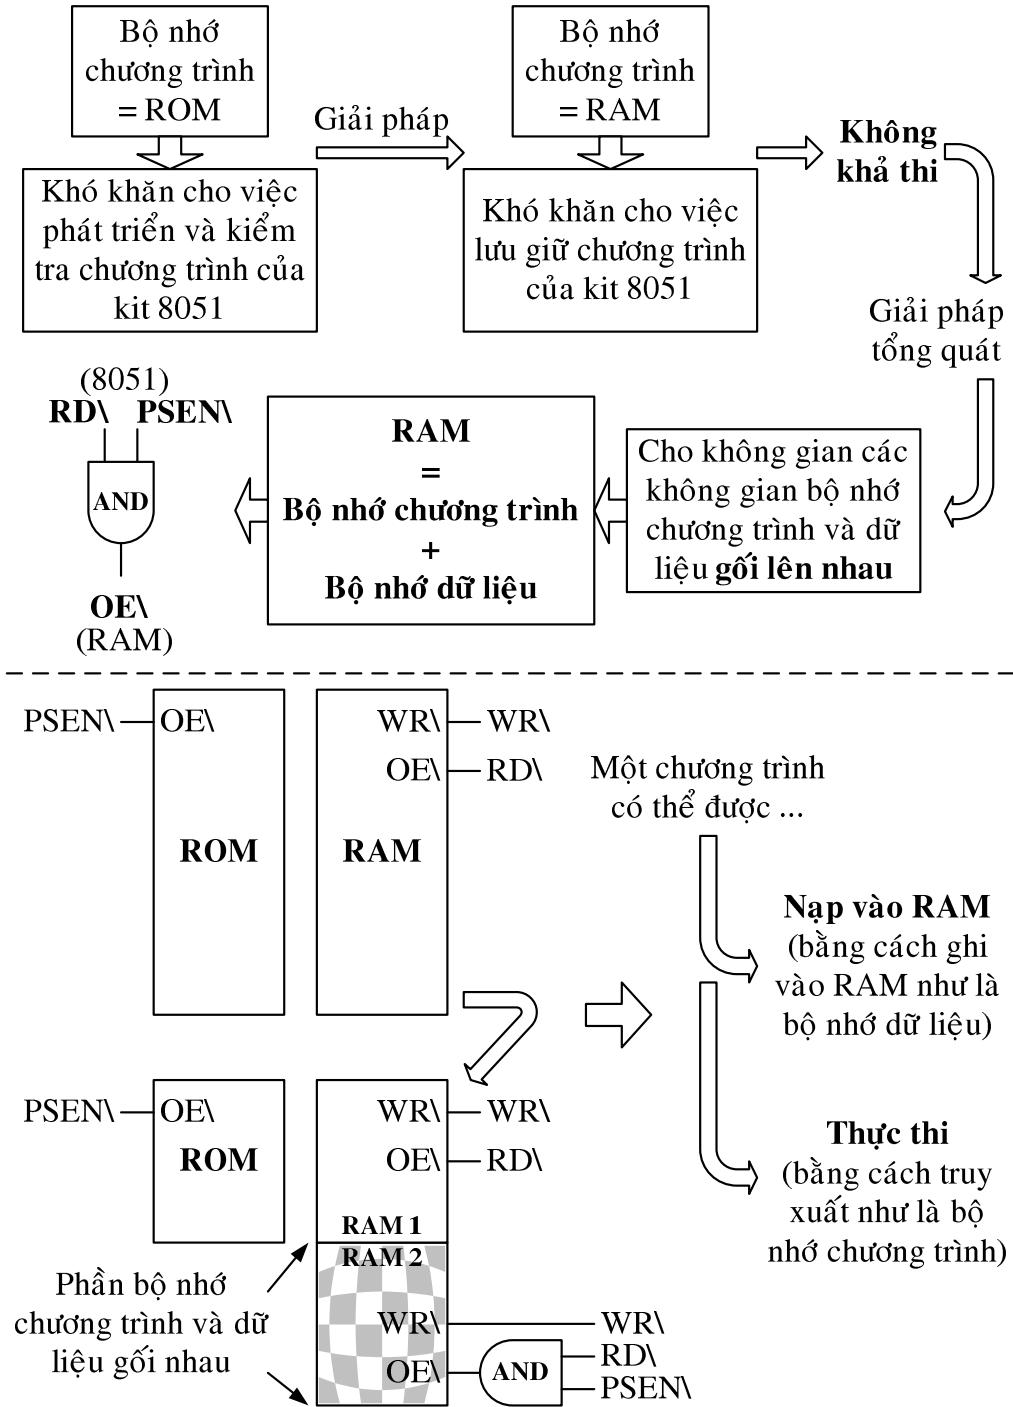 Bộ nhớ
chương trình
= ROM
Khó khăn cho việc
phát triển và kiểm
tra chương trình của
kit 8051
Giải pháp
Bộ nhớ
chương trình
= RAM
Khó khăn cho việc
lưu giữ chương trình
của kit 8051
Không
khả thi
Giải pháp
tổng quát
Cho không gian các
không gian bộ nhớ
chương trình và dữ
liệu gối lên nhau
RAM
=
Bộ nhớ chương trình
+
Bộ nhớ dữ liệu
(8051)
RD\ PSEN\
AND
OE\
(RAM)
PSEN\ OE\
ROM
WR\ WR\
OE\ RD\
RAM
PSEN\ OE\
ROM
WR\ WR\
OE\ RD\
RAM 1
RAM 2
WR\ WR\
OE\ AND RD\
PSEN\
Phần bộ nhớ
chương trình và dữ
liệu gối nhau
Một chương trình
có thể được ...
Nạp vào RAM
(bằng cách ghi
vào RAM như là
bộ nhớ dữ liệu)
Thực thi
(bằng cách truy
xuất như là bộ
nhớ chương trình)